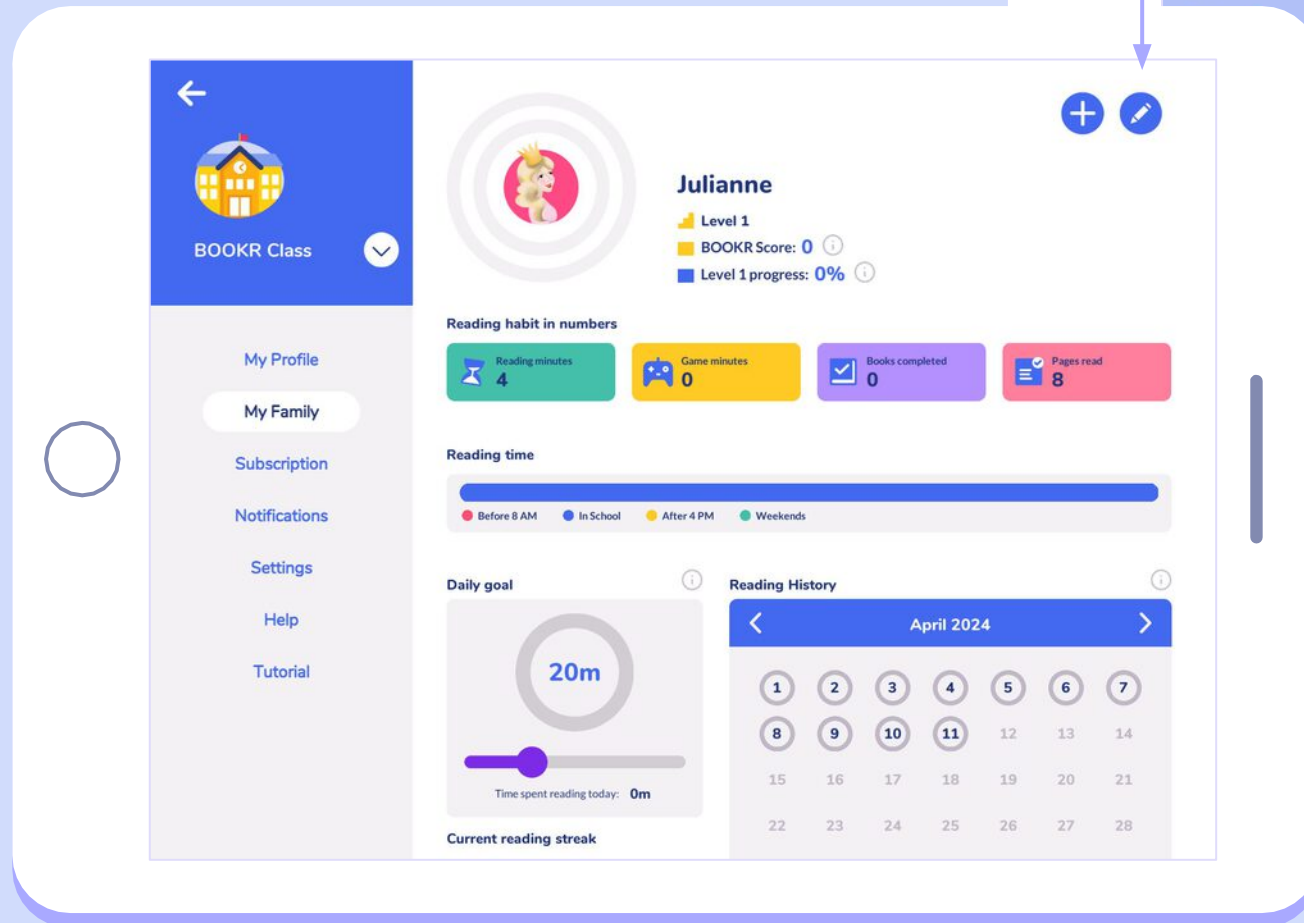 BOOKR Class
My Profile
My Family
Subscription
Notifications
Settings
Help
Tutorial
Julianne
Level 1
BOOKR Score: 0
Level 1 progress: 0%
Reading habit in numbers
Reading minutes
4
Game minutes
0
Books completed
0
Pages read
8
Reading time
Before 8 AM In School After 4 PM Weekends
Daily goal
20m
Time spent reading today: 0m
Current reading streak
Reading History
April 2024
1 2 3 4 5 6 7
8 9 10 11 12 13 14
15 16 17 18 19 20 21
22 23 24 25 26 27 28